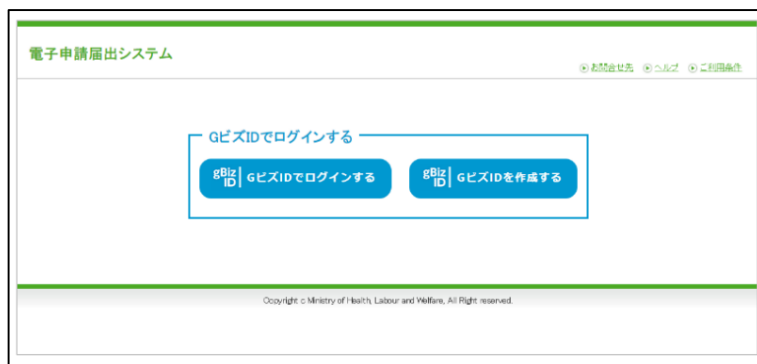 電子申請届出システム
お問合せ先 ヘルプ ご利用条件
GビズIDでログインする
gBiz ID GビズIDでログインする gBiz ID GビズIDを作成する
Copyright c Ministry of Health, Labour and Welfare, All Right reserved.